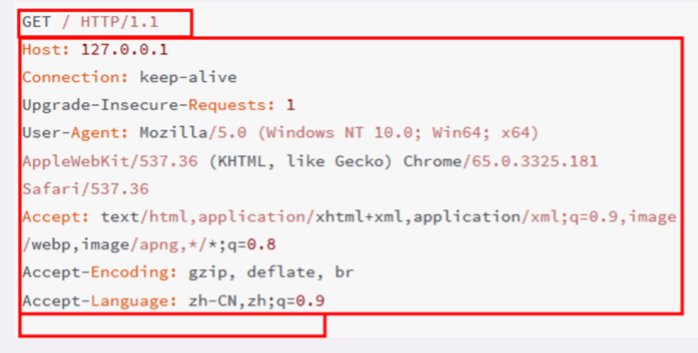 GET / HTTP/1.1
Host: 127.0.0.1
Connection: keep-alive
Upgrade-Insecure-Requests: 1
User-Agent: Mozilla/5.0 (Windows NT 10.0; Win64; x64)
AppleWebKit/537.36 (KHTML, like Gecko) Chrome/65.0.3325.181
Safari/537.36
Accept: text/html,application/xhtml+xml,application/xml;q=0.9,image
/webp,image/apng,*/*;q=0.8
Accept-Encoding: gzip, deflate, br
Accept-Language: zh-CN,zh;q=0.9